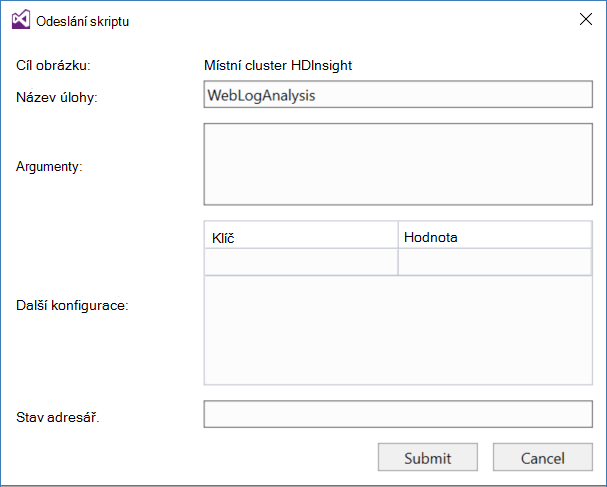 Odeslání skriptu
Cíl obrázku: Místní cluster HDInsight
Název úlohy: WebLogAnalysis
Argumenty:
Klíč Hodnota
Další konfigurace:
Stav adresář.
Submit Cancel